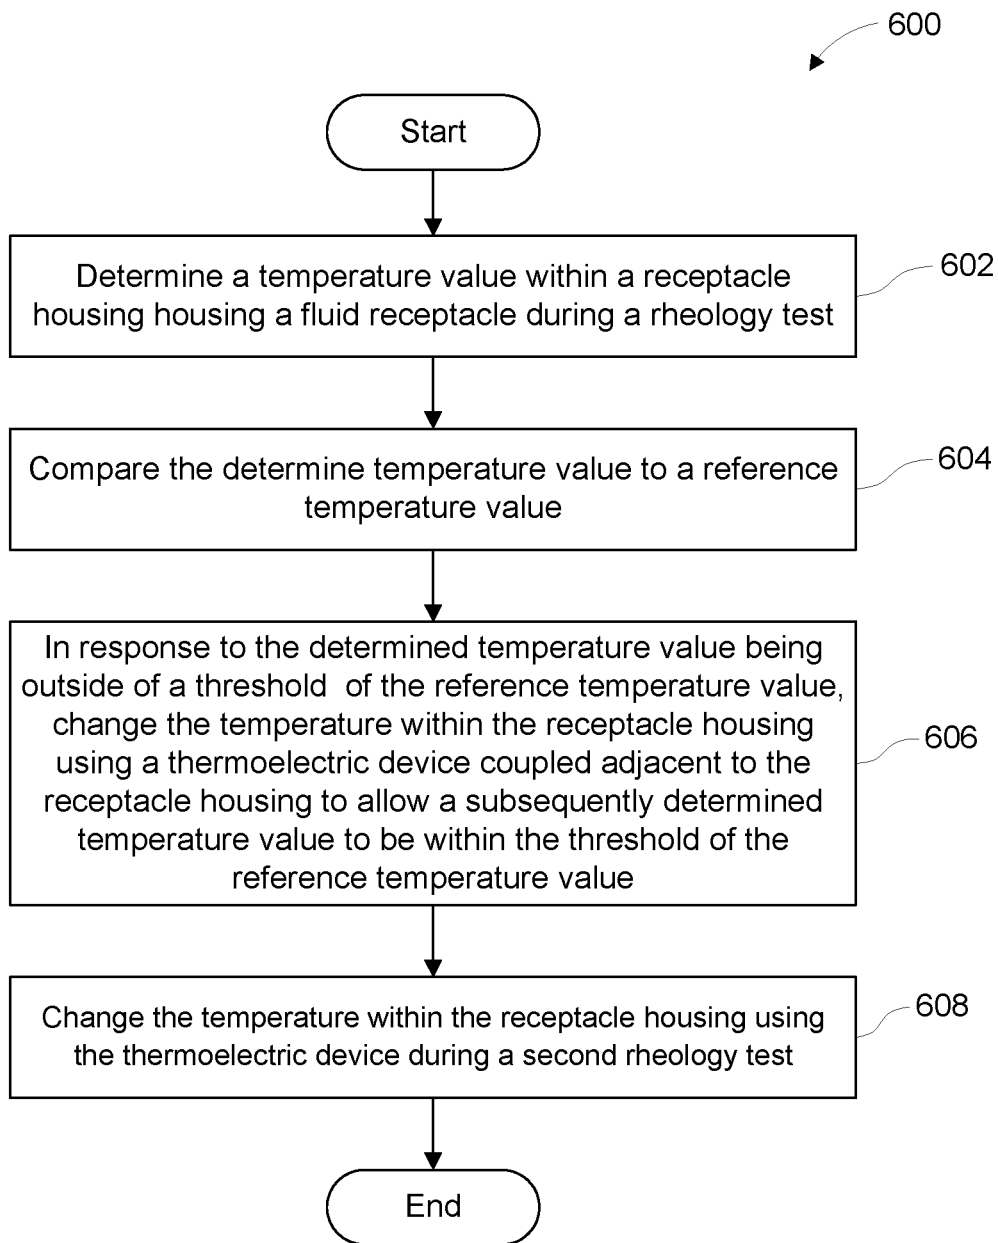 600
Start
Determine a temperature value within a receptacle
housing housing a fluid receptacle during a rheology test
602
Compare the determine temperature value to a reference
temperature value
604
In response to the determined temperature value being
outside of a threshold of the reference temperature value,
change the temperature within the receptacle housing
using a thermoelectric device coupled adjacent to the
receptacle housing to allow a subsequently determined
temperature value to be within the threshold of the
reference temperature value
606
Change the temperature within the receptacle housing using
the thermoelectric device during a second rheology test
608
End